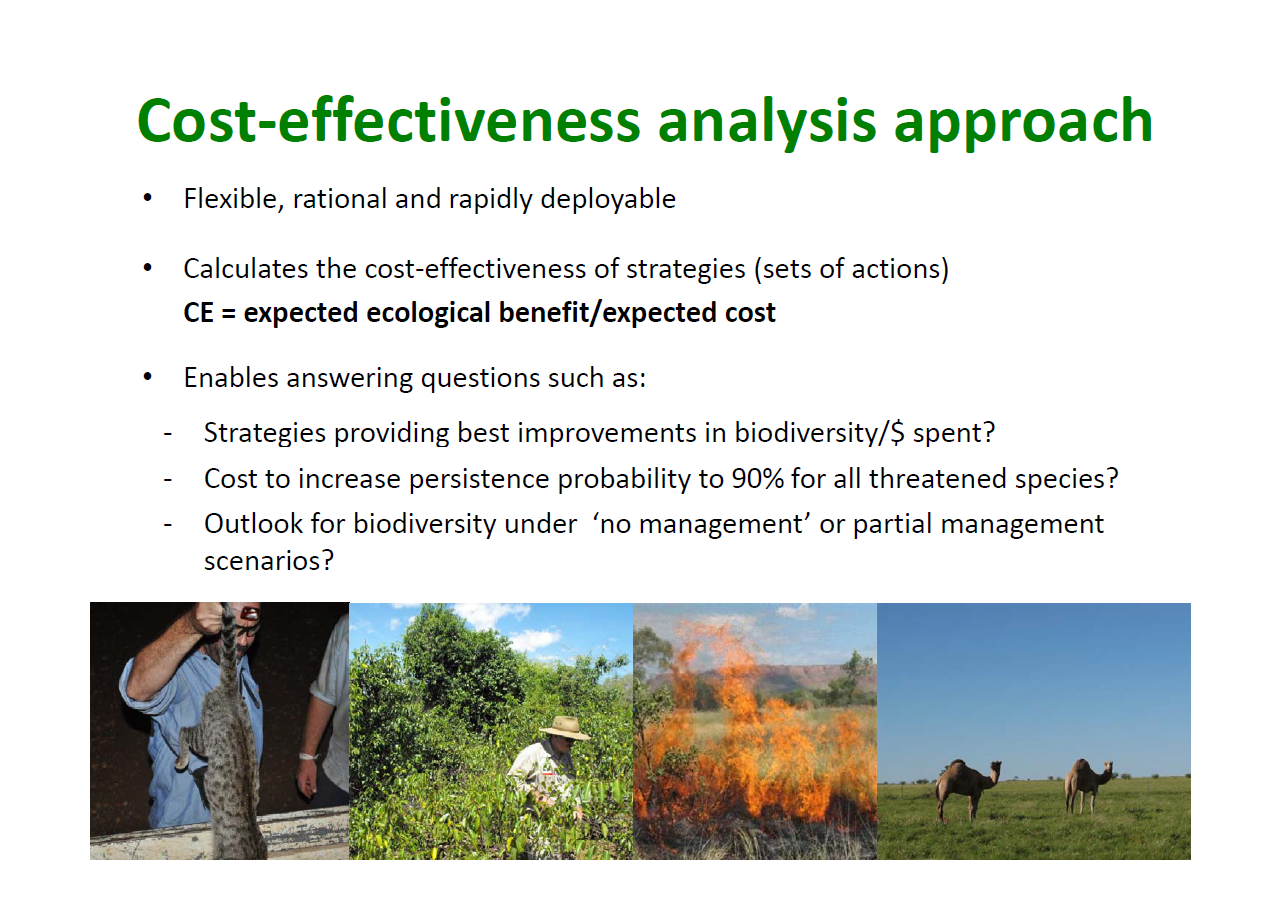 Cost-effectiveness analysis approach
• Flexible, rational and rapidly deployable
• Calculates the cost-effectiveness of strategies (sets of actions)
CE = expected ecological benefit/expected cost
• Enables answering questions such as:
- Strategies providing best improvements in biodiversity/$ spent?
- Cost to increase persistence probability to 90% for all threatened species?
- Outlook for biodiversity under ‘no management’ or partial management
scenarios?